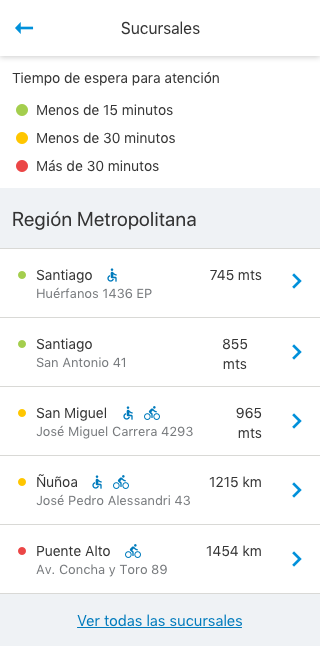 Sucursales
Tiempo de espera para atención
Menos de 15 minutos
Menos de 30 minutos
Más de 30 minutos
Región Metropolitana
Santiago 745 mts
Huérfanos 1436 EP
Santiago 855 mts
San Antonio 41
San Miguel 965 mts
José Miguel Carrera 4293
Ñuñoa 1215 km
José Pedro Alessandri 43
Puente Alto 1454 km
Av. Concha y Toro 89
Ver todas las sucursales